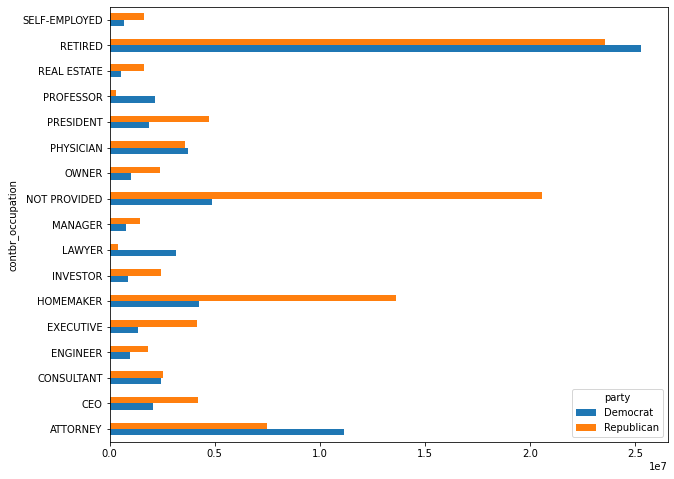 contbr_occupation
SELF-EMPLOYED
RETIRED
REAL ESTATE
PROFESSOR
PRESIDENT
PHYSICIAN
OWNER
NOT PROVIDED
MANAGER
LAWYER
INVESTOR
HOMEMAKER
EXECUTIVE
ENGINEER
CONSULTANT
CEO
ATTORNEY
party
Democrat
Republican
0.0 0.5 1.0 1.5 2.0 2.5
1e7